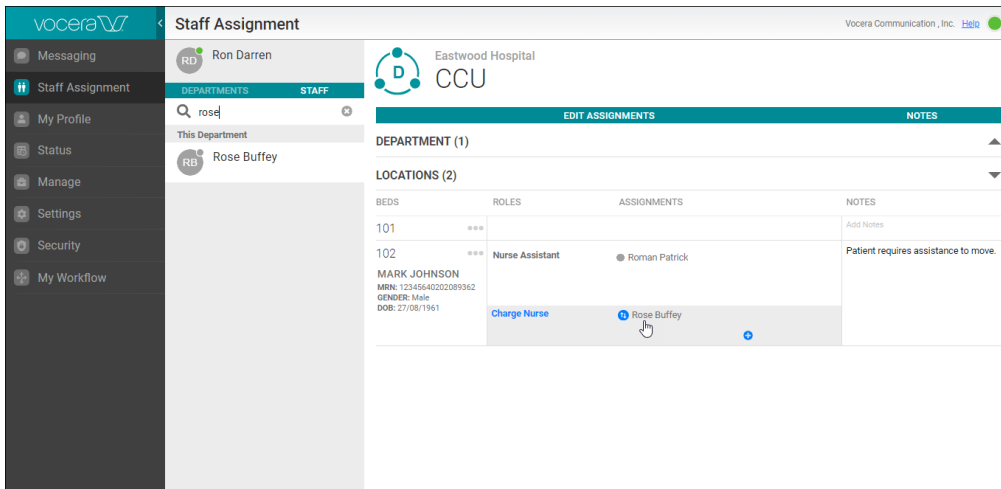 vocera
Staff Assignment
Vocera Communication , Inc. Help
Messaging
Staff Assignment
My Profile
Status
Manage
Settings
Security
My Workflow
RD
Ron Darren
DEPARTMENTS STAFF
rose
This Department
RB
Rose Buffey
D
Eastwood Hospital
CCU
EDIT ASSIGNMENTS NOTES
DEPARTMENT (1)
LOCATIONS (2)
BEDS ROLES ASSIGNMENTS NOTES
101 Add Notes
102 Nurse Assistant Roman Patrick Patient requires assistance to move.
MARK JOHNSON
MRN: 12345640202089362
GENDER: Male
DOB: 27/08/1961
Charge Nurse Rose Buffey